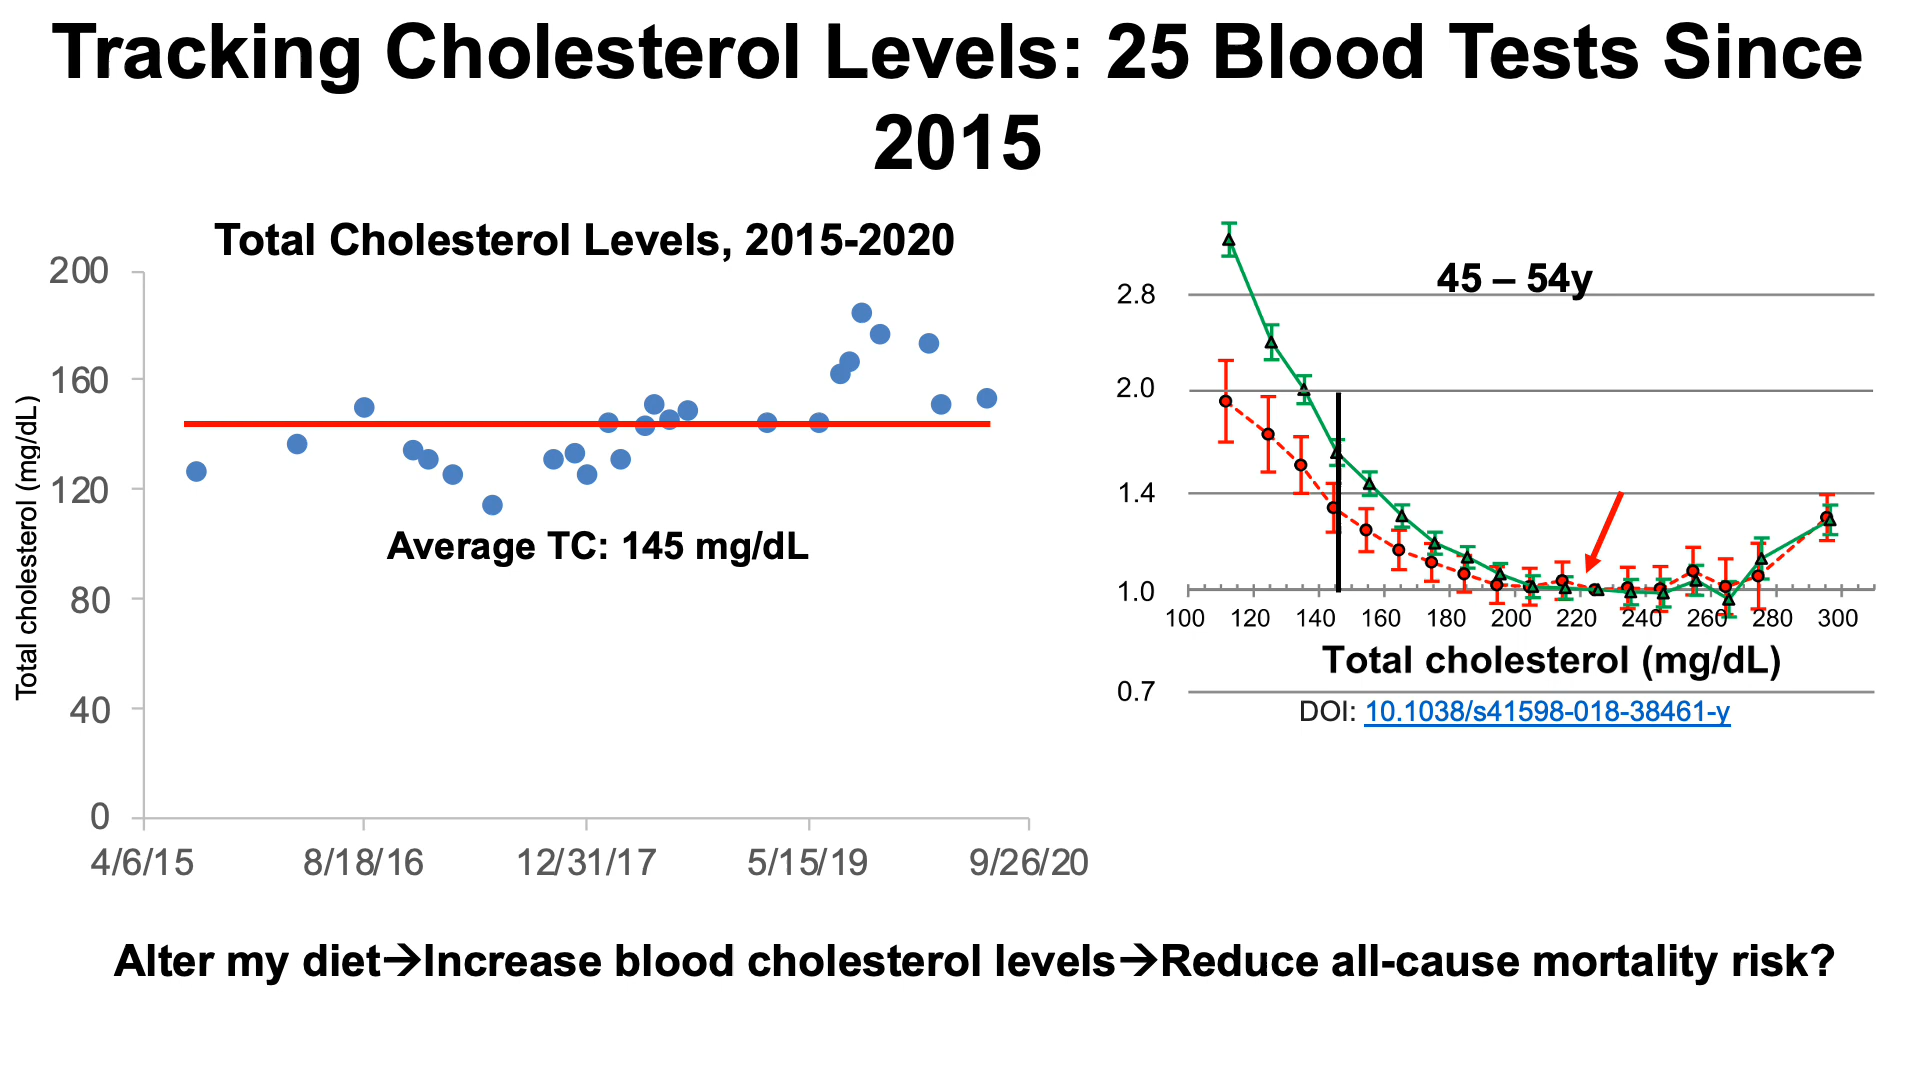 Tracking Cholesterol Levels: 25 Blood Tests Since
2015
Total Cholesterol Levels, 2015-2020
Total cholesterol (mg/dL)
200
160
120
80
40
0
4/6/15 8/18/16 12/31/17 5/15/19 9/26/20
Average TC: 145 mg/dL
45 – 54y
2.8
2.0
1.4
1.0
0.7
100 120 140 160 180 200 220 240 260 280 300
Total cholesterol (mg/dL)
DOI: 10.1038/s41598-018-38461-y
Alter my diet→Increase blood cholesterol levels→Reduce all-cause mortality risk?